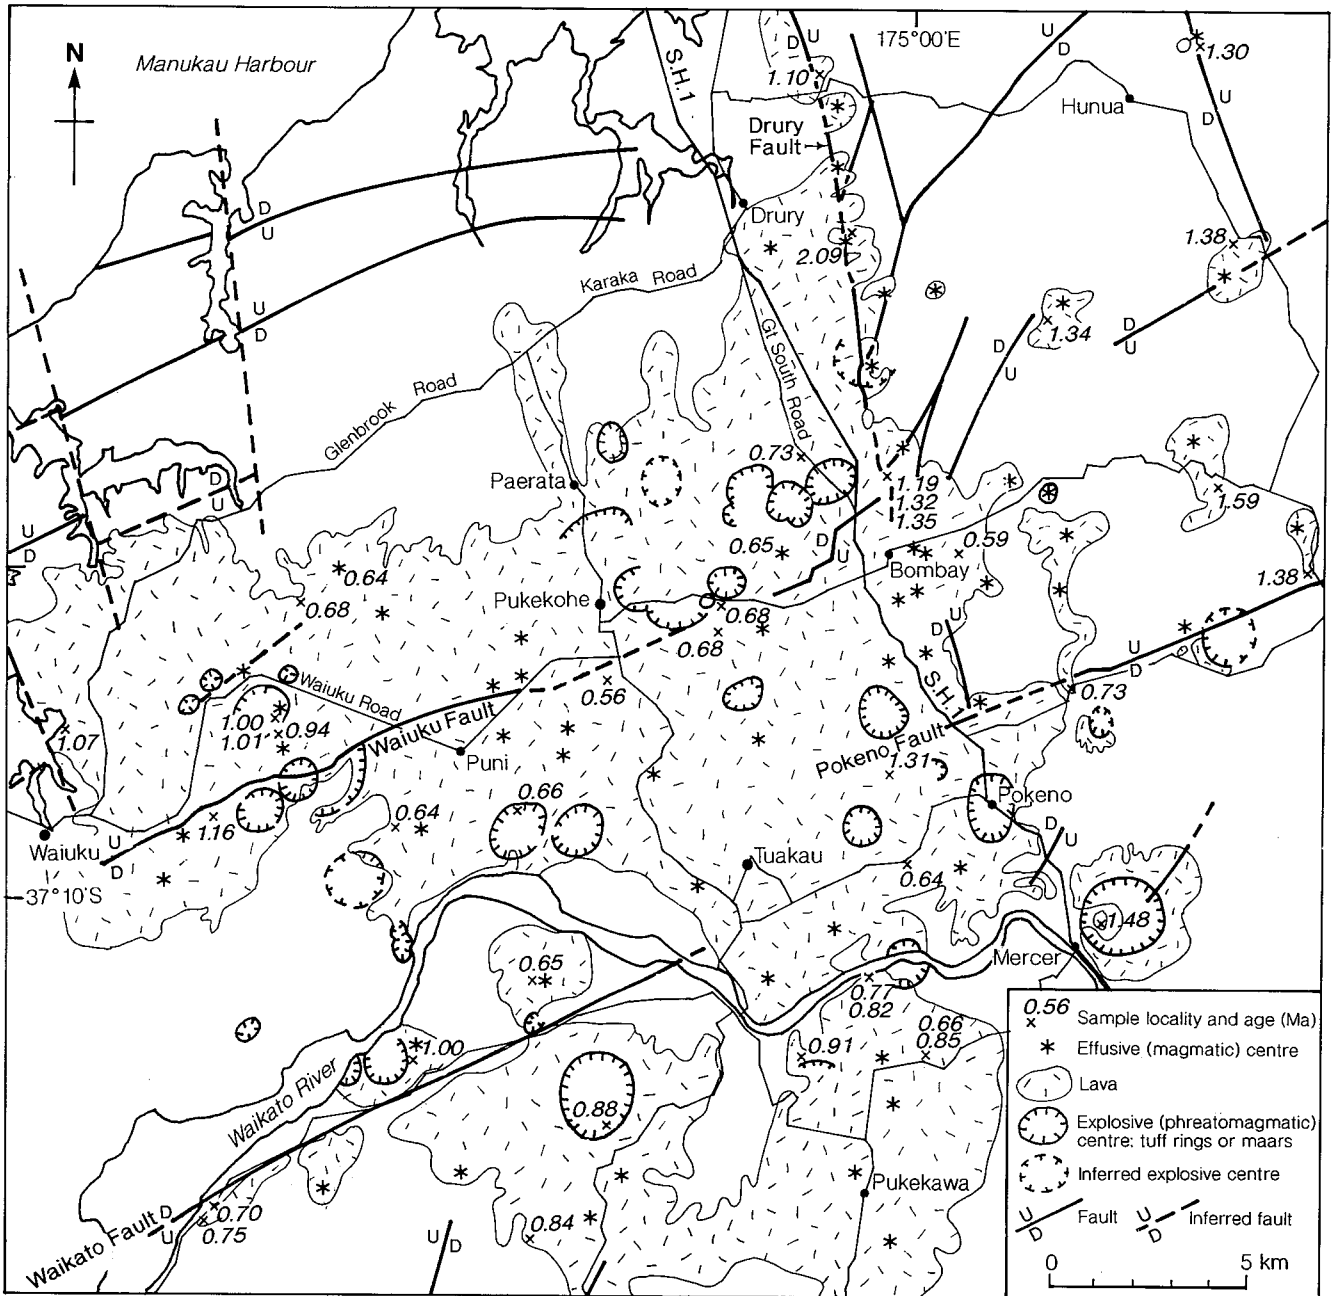 N
Manukau Harbour
S.H.1
D
U
1.10
175°00'E
U
D
1.30
U
D
Hunua
Drury
Fault
Drury
2.09
1.38
D
U
D
U
U
D
Karaka Road
Gt South Road
1.34
D
U
D
U
Glenbrook Road
0.73
Paerata
1.19
1.32
1.35
1.59
D
U
U
D
0.65
D
U
0.59
Bombay
1.38
0.64
0.68
Pukekohe
0.68
0.68
D
U
U
D
0.56
0.73
Waiuku Road
S.H.1
1.00
1.01
0.94
1.07
Waiuku Fault
Puni
Pokeno Fault
1.31
Pokeno
0.66
0.64
1.16
U
D
Waiuku
D
U
Tuakau
0.64
37°10'S
1.48
Mercer
0.65
0.77
0.82
0.66
0.85
0.91
1.00
Waikato River
0.88
Pukekawa
0.70
0.75
Waikato Fault
D
U
U
D
0.84
0.56
Sample locality and age (Ma)
Effusive (magmatic) centre
Lava
Explosive (phreatomagmatic)
centre: tuff rings or maars
Inferred explosive centre
U
D
Fault
U
D
Inferred fault
0
5 km